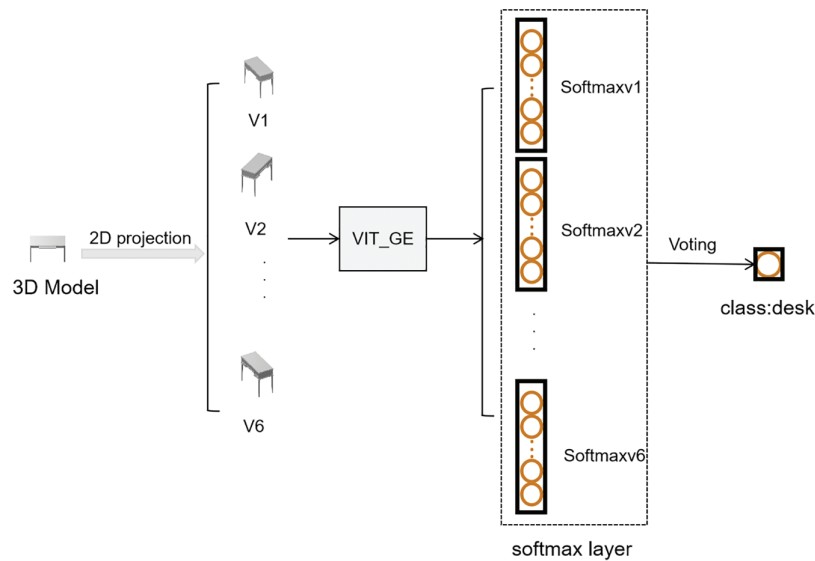 3D Model
2D projection
V1
V2
V6
VIT_GE
Softmaxv1
Softmaxv2
Softmaxv6
softmax layer
Voting
class:desk